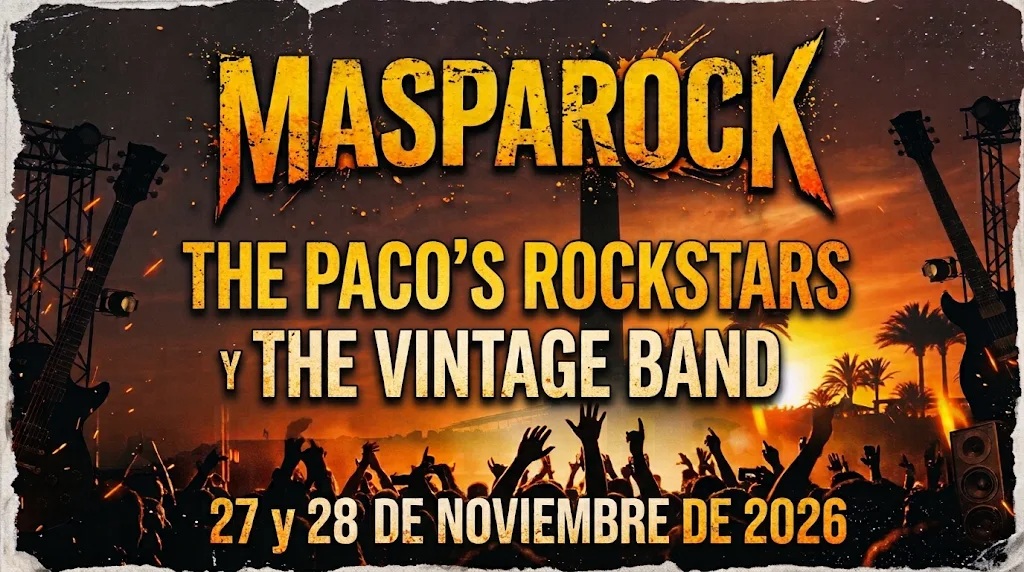 MASPAROCK
THE PACO'S ROCKSTARS
Y THE VINTAGE BAND
27 y 28 DE NOVIEMBRE DE 2026